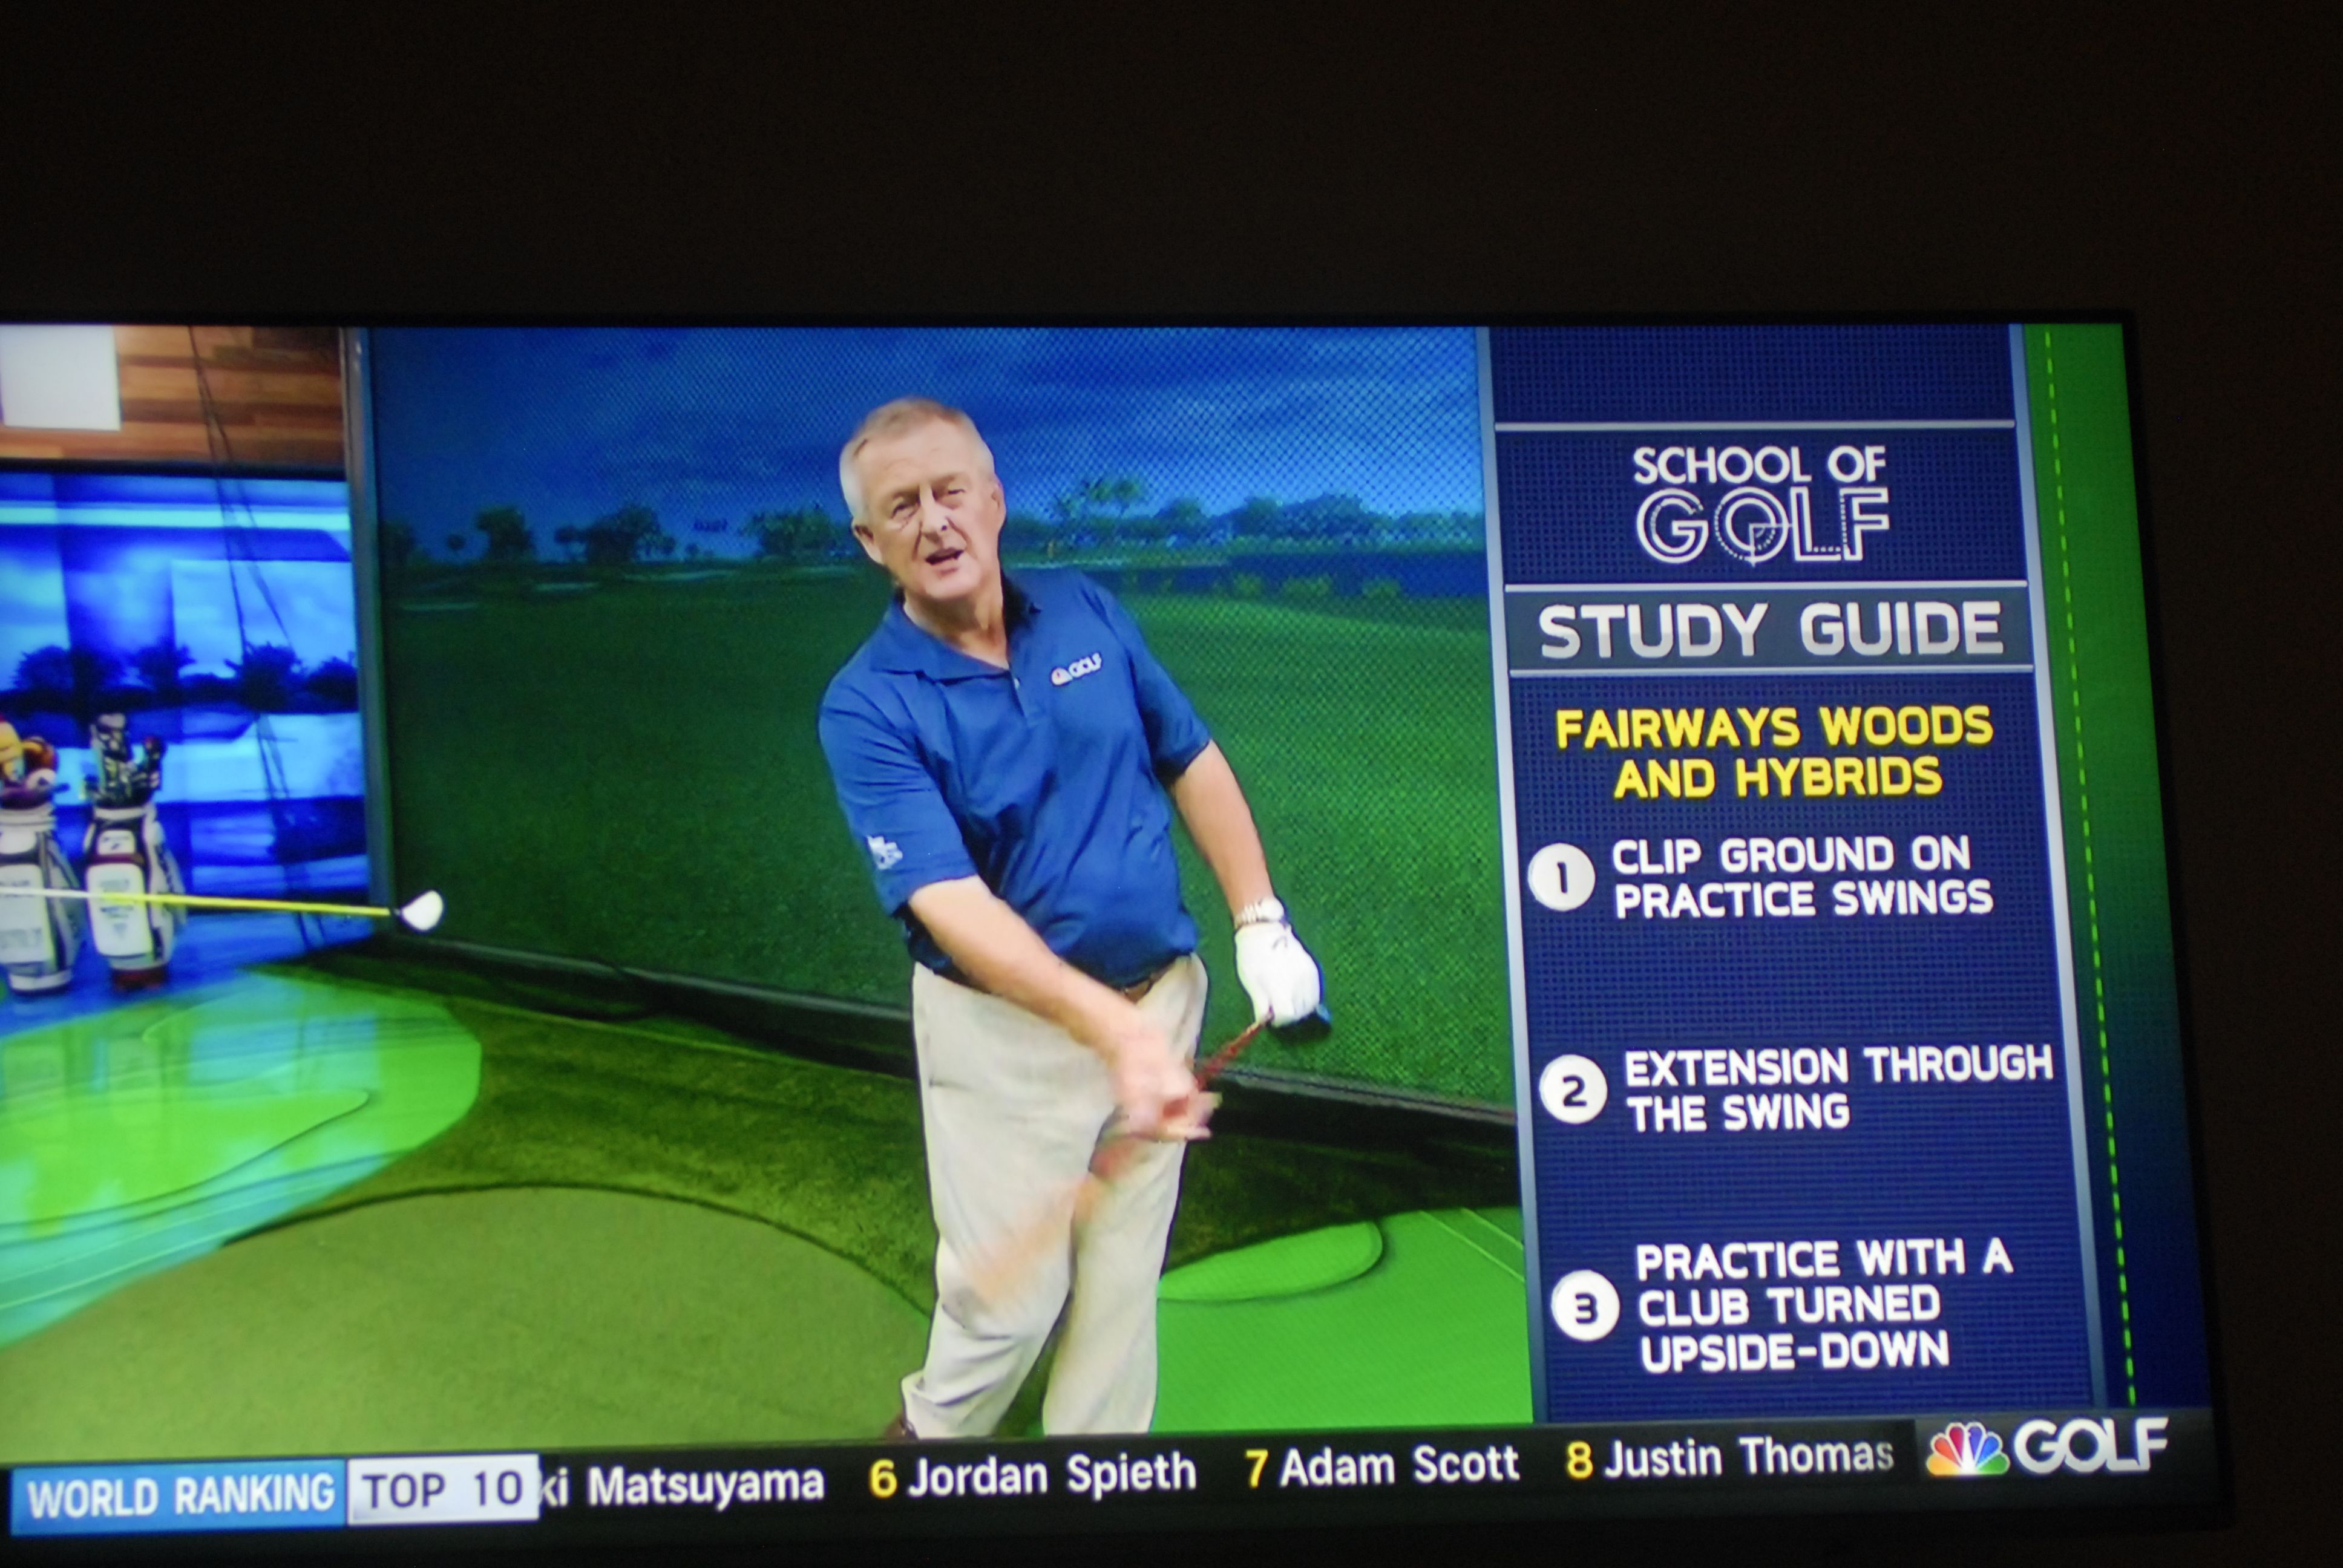 SCHOOL OF
GOLF
STUDY GUIDE
FAIRWAYS WOODS
AND HYBRIDS
1 CLIP GROUND ON
PRACTICE SWINGS
2 EXTENSION THROUGH
THE SWING
3 PRACTICE WITH A
CLUB TURNED
UPSIDE-DOWN
GOLF
WORLD RANKING TOP 10 ki Matsuyama 6 Jordan Spieth 7 Adam Scott 8 Justin Thomas GOLF